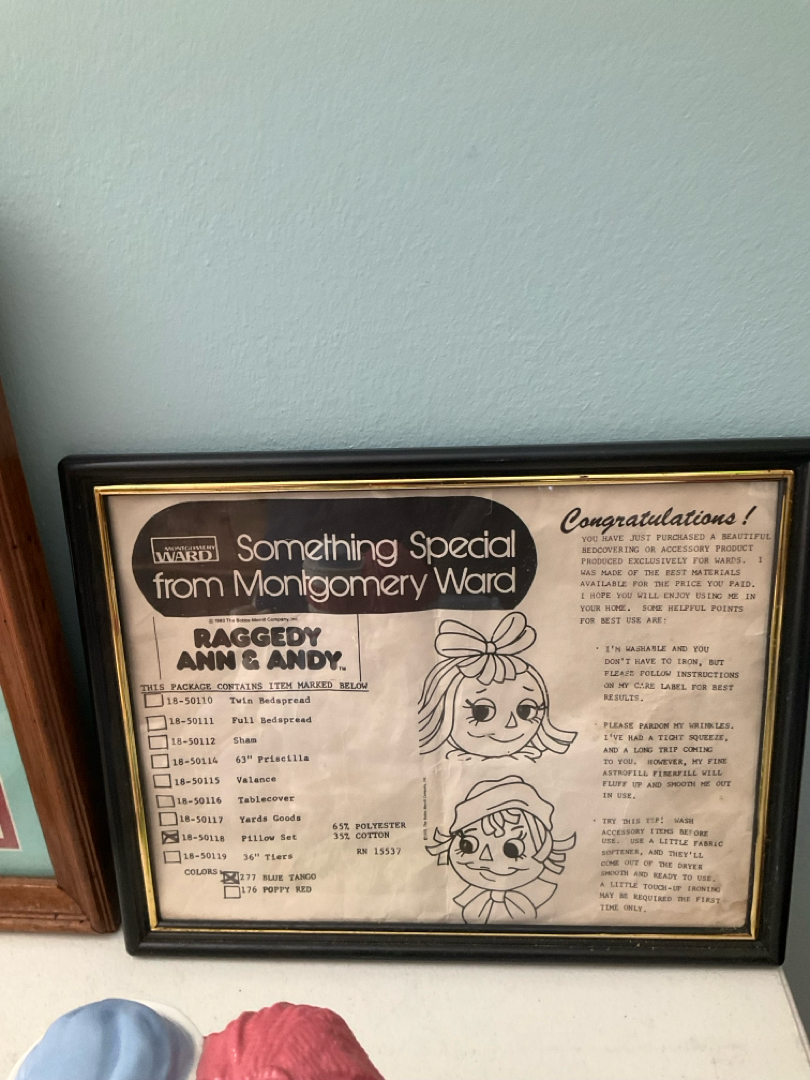 MONTGOMERY
WARD
Something Special
from Montgomery Ward
© 1982 The Bobbs Merrill Company, Inc.
RAGGEDY
ANN & ANDY™
THIS PACKAGE CONTAINS ITEM MARKED BELOW
18-50110 Twin Bedspread
18-50111 Full Bedspread
18-50112 Sham
18-50114 63" Priscilla
18-50115 Valance
18-50116 Tablecover
18-50117 Yards Goods
18-50118 Pillow Set
18-50119 36" Tiers
65% POLYESTER
35% COTTON
RN 15537
COLORS
277 BLUE TANGO
176 POPPY RED
Congratulations!
YOU HAVE JUST PURCHASED A BEAUTIFUL
BEDCOVERING OR ACCESSORY PRODUCT
PRODUCED EXCLUSIVELY FOR WARDS. I
WAS MADE OF THE BEST MATERIALS
AVAILABLE FOR THE PRICE YOU PAID.
I HOPE YOU WILL ENJOY USING ME IN
YOUR HOME. SOME HELPFUL POINTS
FOR BEST USE ARE:
· I'M WASHABLE AND YOU
DON'T HAVE TO IRON, BUT
PLEASE FOLLOW INSTRUCTIONS
ON MY CARE LABEL FOR BEST
RESULTS.
· PLEASE PARDON MY WRINKLES.
I'VE HAD A TIGHT SQUEEZE,
AND A LONG TRIP COMING
TO YOU. HOWEVER, MY FINE
ASTROFILL FIBERFILL WILL
FLUFF UP AND SMOOTH ME OUT
IN USE.
· TRY THIS TIP! WASH
ACCESSORY ITEMS BEFORE
USE. USE A LITTLE FABRIC
SOFTENER, AND THEY'LL
COME OUT OF THE DRYER
SMOOTH AND READY TO USE.
A LITTLE TOUCH-UP IRONING
MAY BE REQUIRED THE FIRST
TIME ONLY.